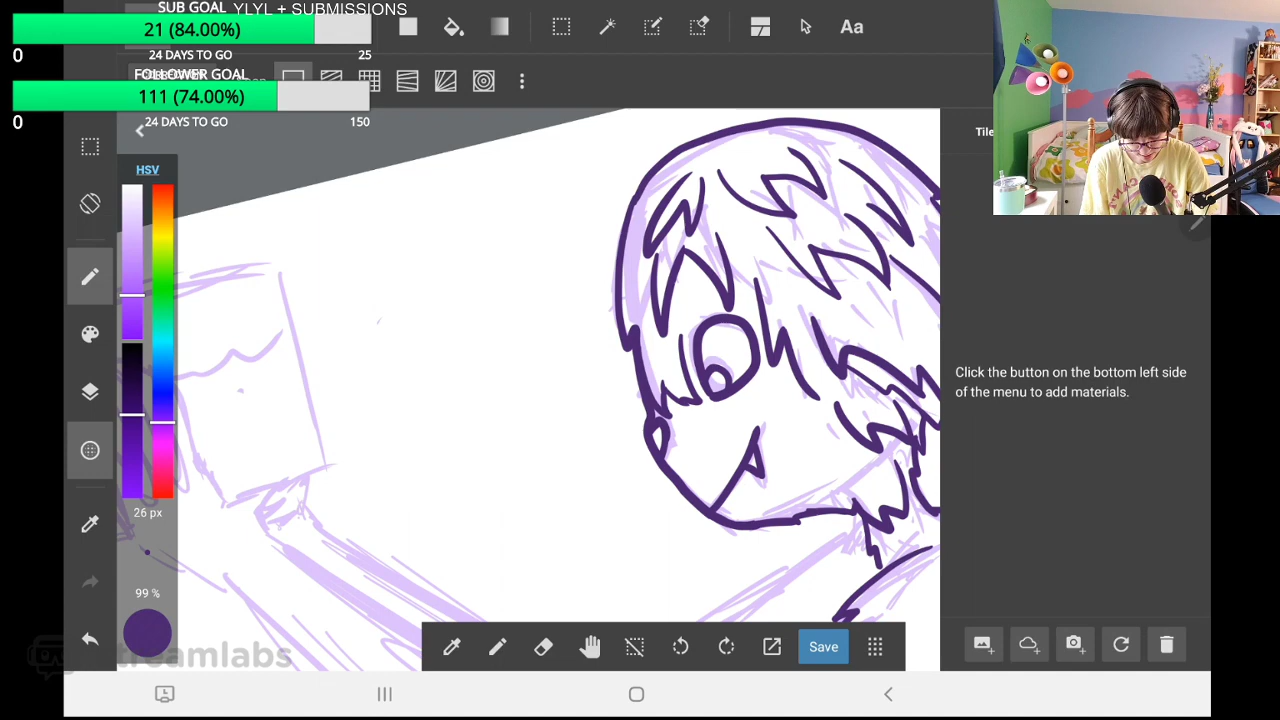 SUB GOAL YLYL + SUBMISSIONS
21 (84.00%)
0 24 DAYS TO GO 25
FOLLOWER GOAL
111 (74.00%)
0 24 DAYS TO GO 150
Aa
HSV
26 px
99 %
Tile
Click the button on the bottom left side
of the menu to add materials.
Save
streamlabs